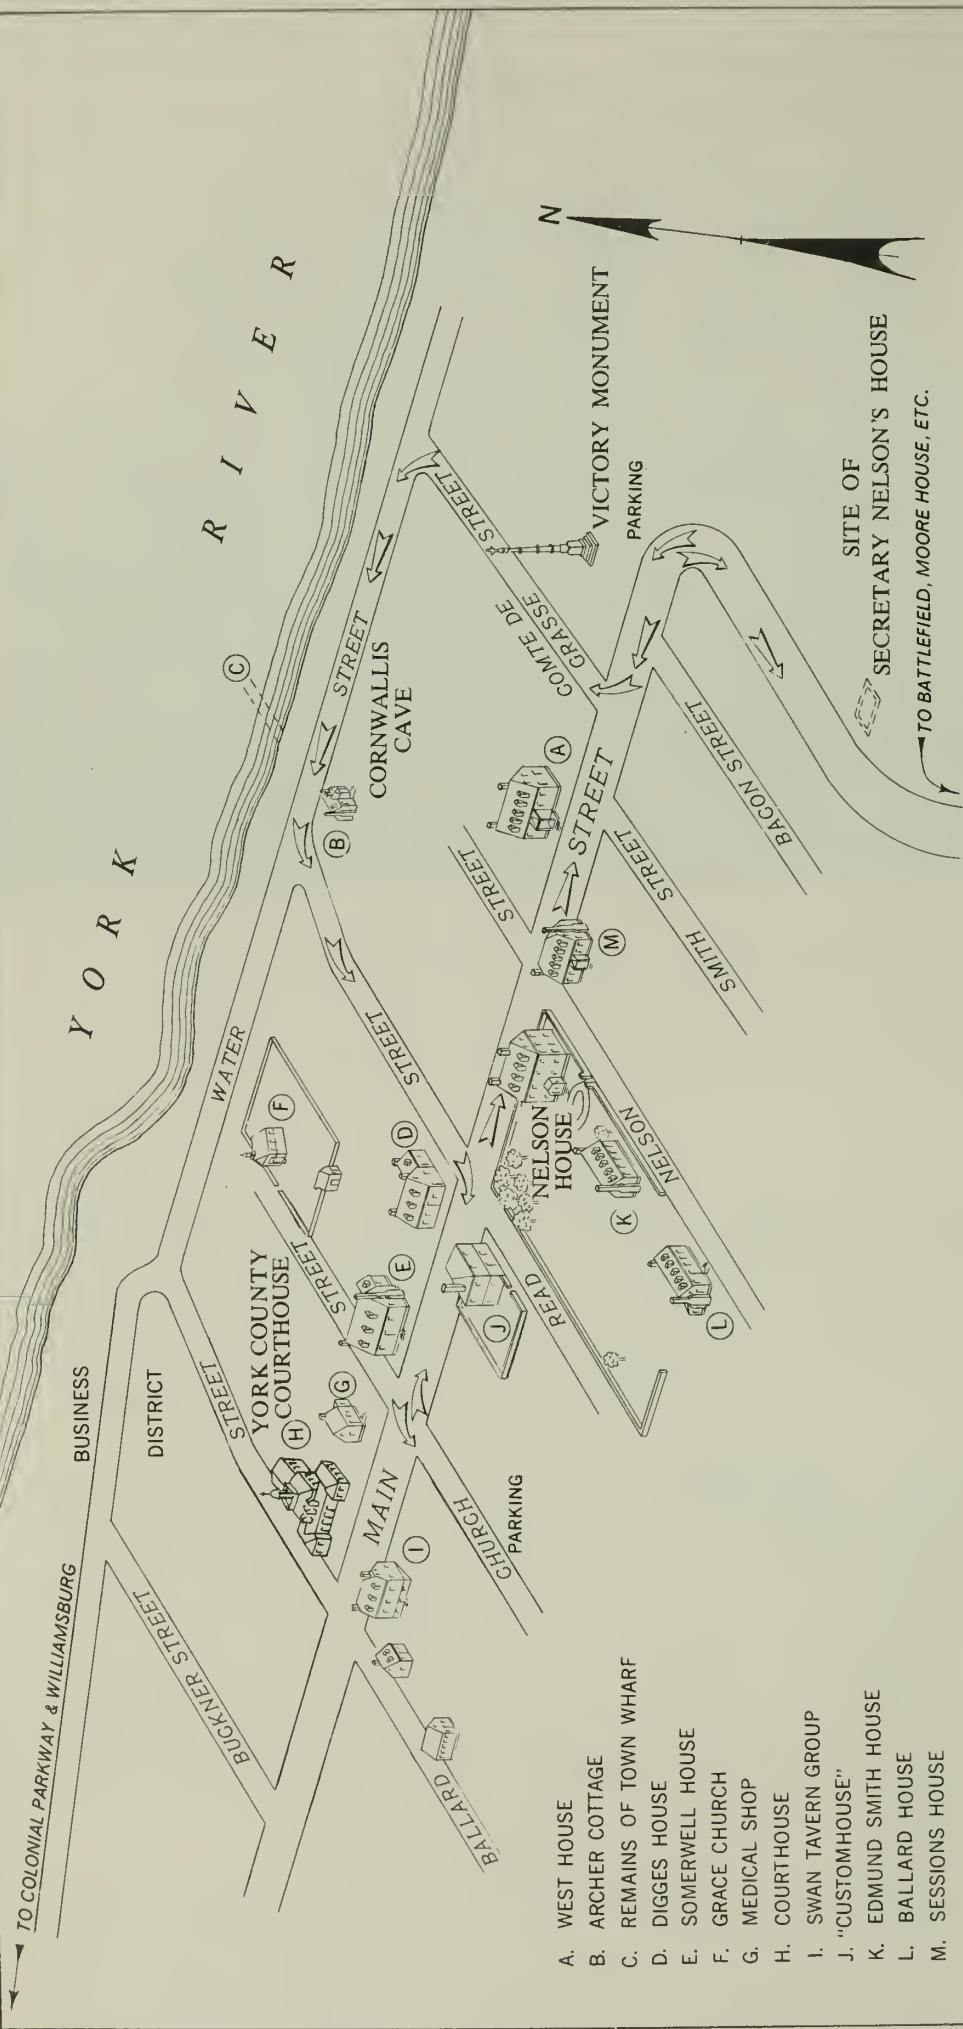 TO COLONIAL PARKWAY & WILLIAMSBURG
YORK RIVER
BUSINESS
DISTRICT
WATER
STREET
BUCKNER STREET
STREET
YORK COUNTY
COURTHOUSE
STREET
STREET
CORNWALLIS
CAVE
COMTE DE
GRASSE
STREET
VICTORY MONUMENT
PARKING
N
MAIN
STREET
BALLARD
CHURCH
PARKING
READ
NELSON
HOUSE
NELSON
STREET
SMITH
STREET
BACON STREET
SITE OF
SECRETARY NELSON'S HOUSE
TO BATTLEFIELD, MOORE HOUSE, ETC.
A
B
C
D
E
F
G
H
I
J
K
L
M
A. WEST HOUSE
B. ARCHER COTTAGE
C. REMAINS OF TOWN WHARF
D. DIGGES HOUSE
E. SOMERWELL HOUSE
F. GRACE CHURCH
G. MEDICAL SHOP
H. COURTHOUSE
I. SWAN TAVERN GROUP
J. "CUSTOMHOUSE"
K. EDMUND SMITH HOUSE
L. BALLARD HOUSE
M. SESSIONS HOUSE